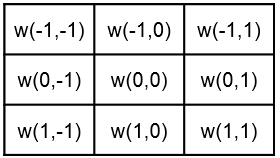 w(-1,-1) w(-1,0) w(-1,1)
w(0,-1) w(0,0) w(0,1)
w(1,-1) w(1,0) w(1,1)